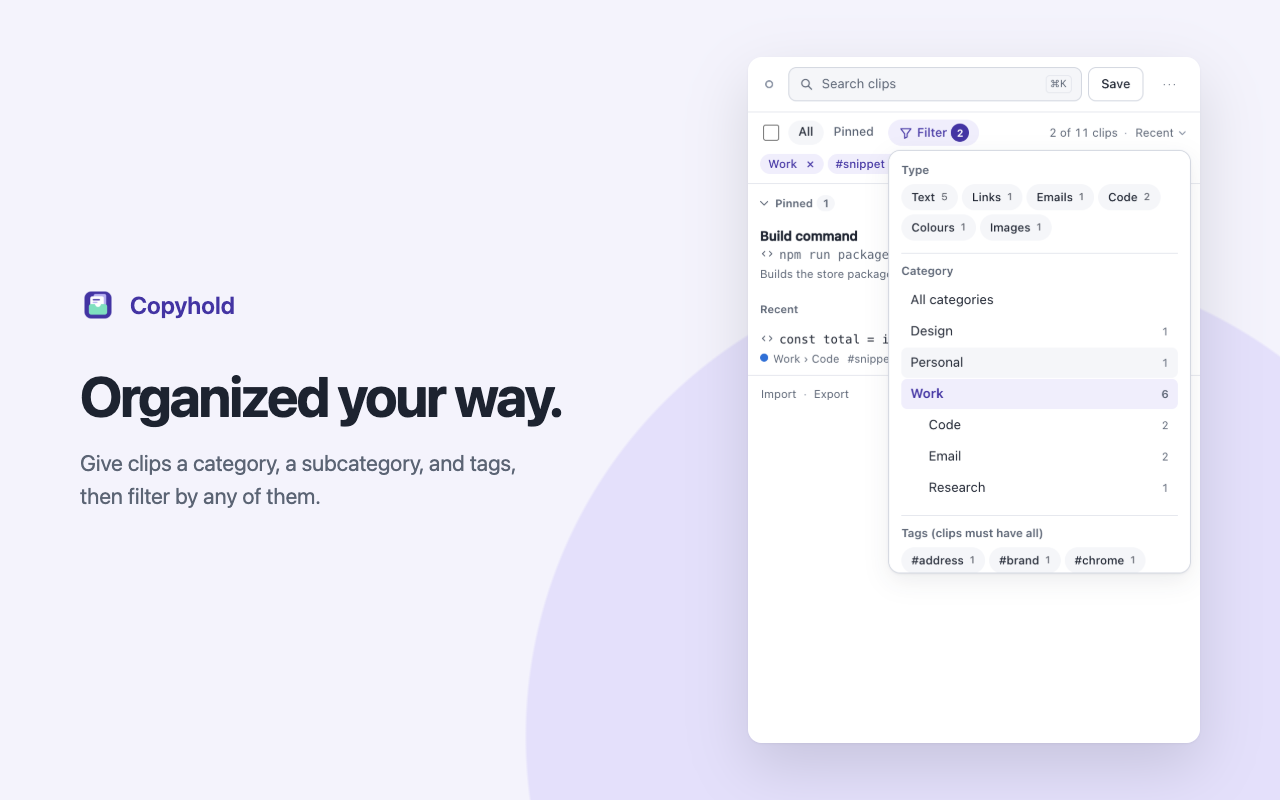 Copyhold
Organized your way.
Give clips a category, a subcategory, and tags,
then filter by any of them.
Search clips ⌘K Save ···
All Pinned Filter 2 2 of 11 clips · Recent
Work × #snippet
Pinned 1
Build command
npm run package
Builds the store package
Recent
const total = i
Work › Code #snippe
Import · Export
Type
Text 5 Links 1 Emails 1 Code 2
Colours 1 Images 1
Category
All categories
Design 1
Personal 1
Work 6
Code 2
Email 2
Research 1
Tags (clips must have all)
#address 1 #brand 1 #chrome 1